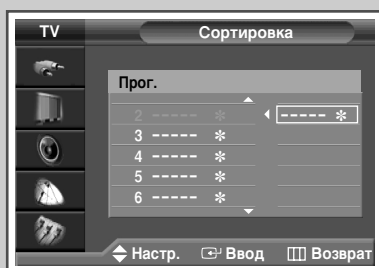 TV Сортировка
Прог.
2 ----- ✼ ----- ✼
3 ----- ✼
4 ----- ✼
5 ----- ✼
6 ----- ✼
Настр. Ввод Возврат